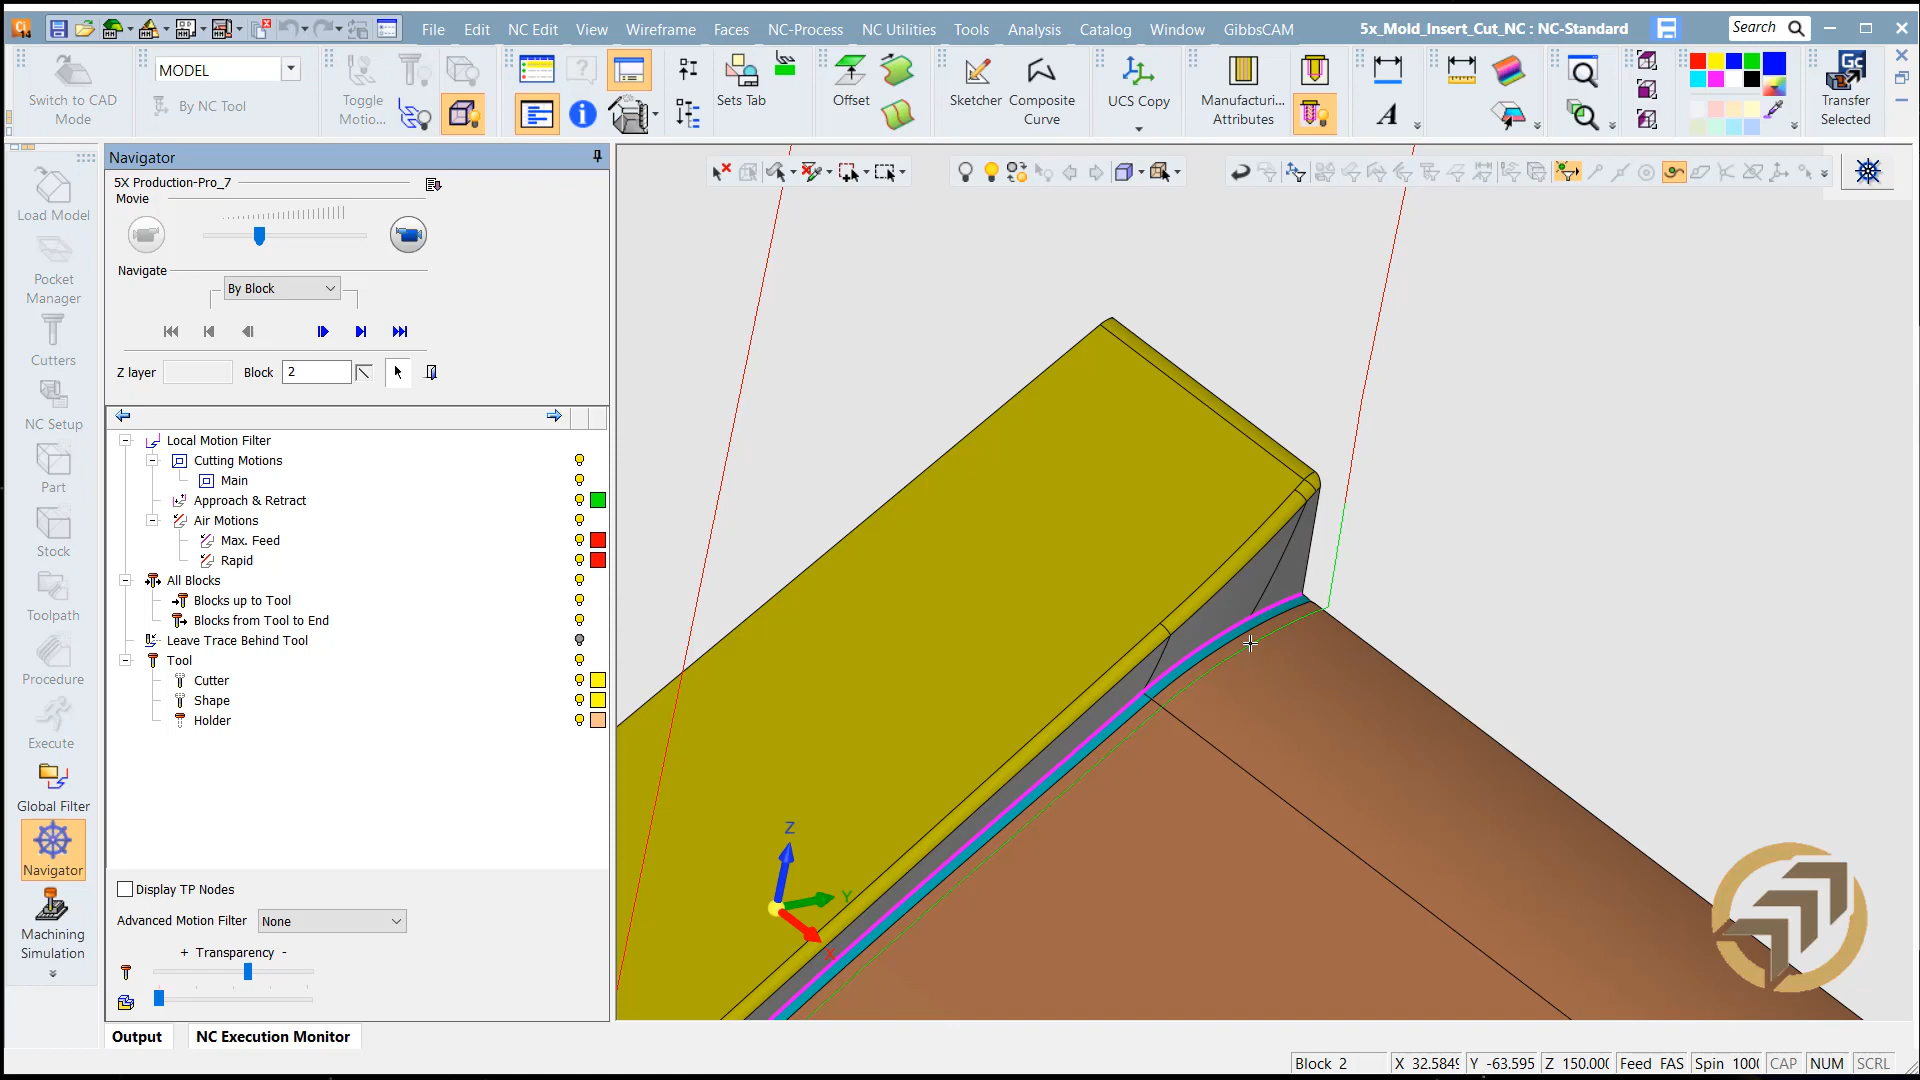 File Edit NC Edit View Wireframe Faces NC-Process NC Utilities Tools Analysis Catalog Window GibbsCAM 5x_Mold_Insert_Cut_NC : NC-Standard Search
Switch to CAD Mode
MODEL
By NC Tool
Toggle Motio...
Sets Tab
Offset
Sketcher
Composite Curve
UCS Copy
Manufacturi... Attributes
Transfer Selected
Load Model
Pocket Manager
Cutters
NC Setup
Part
Stock
Toolpath
Procedure
Execute
Global Filter
Navigator
Machining Simulation
Navigator
5X Production-Pro_7
Movie
Navigate
By Block
Z layer Block 2
Local Motion Filter
Cutting Motions
Main
Approach & Retract
Air Motions
Max. Feed
Rapid
All Blocks
Blocks up to Tool
Blocks from Tool to End
Leave Trace Behind Tool
Tool
Cutter
Shape
Holder
Display TP Nodes
Advanced Motion Filter None
+ Transparency -
Z
Y
X
Output NC Execution Monitor
Block 2 X 32.5849 Y -63.595 Z 150.000 Feed FAS Spin 1000 CAP NUM SCRL